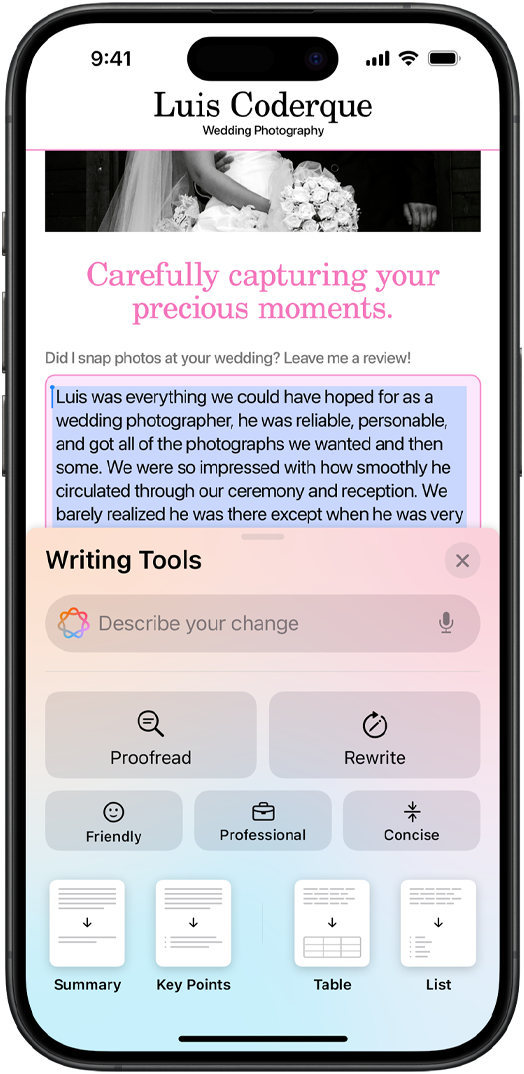 9:41
Luis Coderque
Wedding Photography
Carefully capturing your
precious moments.
Did I snap photos at your wedding? Leave me a review!
Luis was everything we could have hoped for as a
wedding photographer, he was reliable, personable,
and got all of the photographs we wanted and then
some. We were so impressed with how smoothly he
circulated through our ceremony and reception. We
barely realized he was there except when he was very
Writing Tools
Describe your change
Proofread
Rewrite
Friendly
Professional
Concise
Summary
Key Points
Table
List